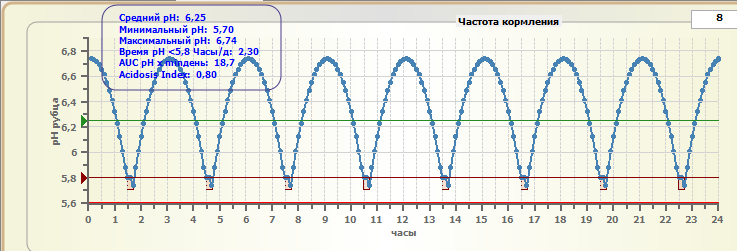 Частота кормления
8
Средний pH: 6,25
Минимальный pH: 5,70
Максимальный pH: 6,74
Время pH <5,8 Часы/д: 2,30
AUC pH x миндень: 18,7
Acidosis Index: 0,80
pH рубца
6,8
6,6
6,4
6,2
6
5,8
5,6
0 1 2 3 4 5 6 7 8 9 10 11 12 13 14 15 16 17 18 19 20 21 22 23 24
часы